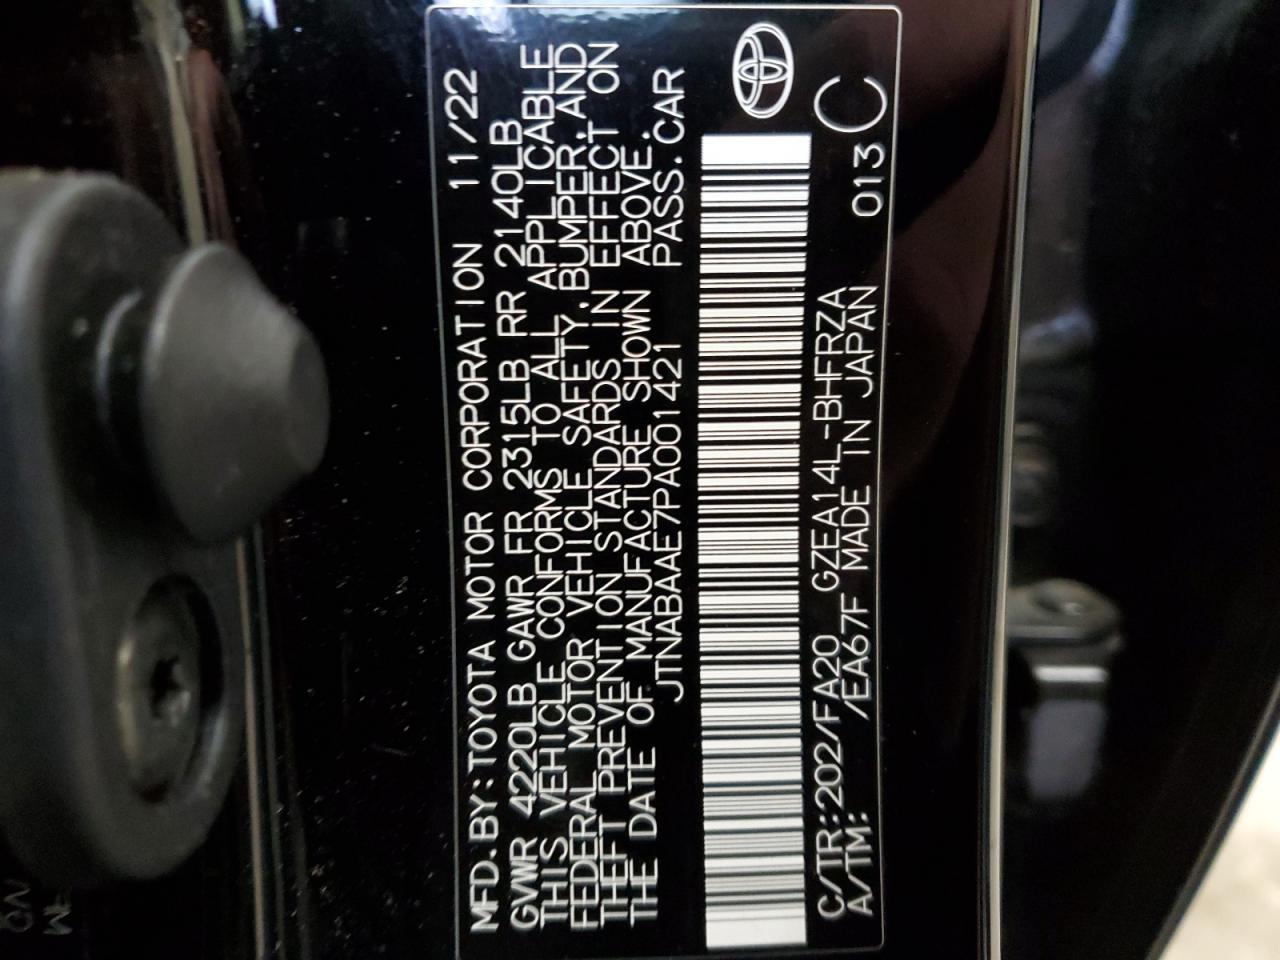 MFD.BY:TOYOTA MOTOR CORPORATION 11/22
GVWR 4220LB GAWR FR 2315LB RR 2140LB
THIS VEHICLE CONFORMS TO ALL APPLICABLE
FEDERAL MOTOR VEHICLE SAFETY,BUMPER,AND
THEFT PREVENTION STANDARDS IN EFFECT ON
THE DATE OF MANUFACTURE SHOWN ABOVE.
JTNABAAE7PA001421 PASS.CAR
C/TR:202/FA20 GZEA14L-BHFRZA
A/TM: /EA67F MADE IN JAPAN 013
C